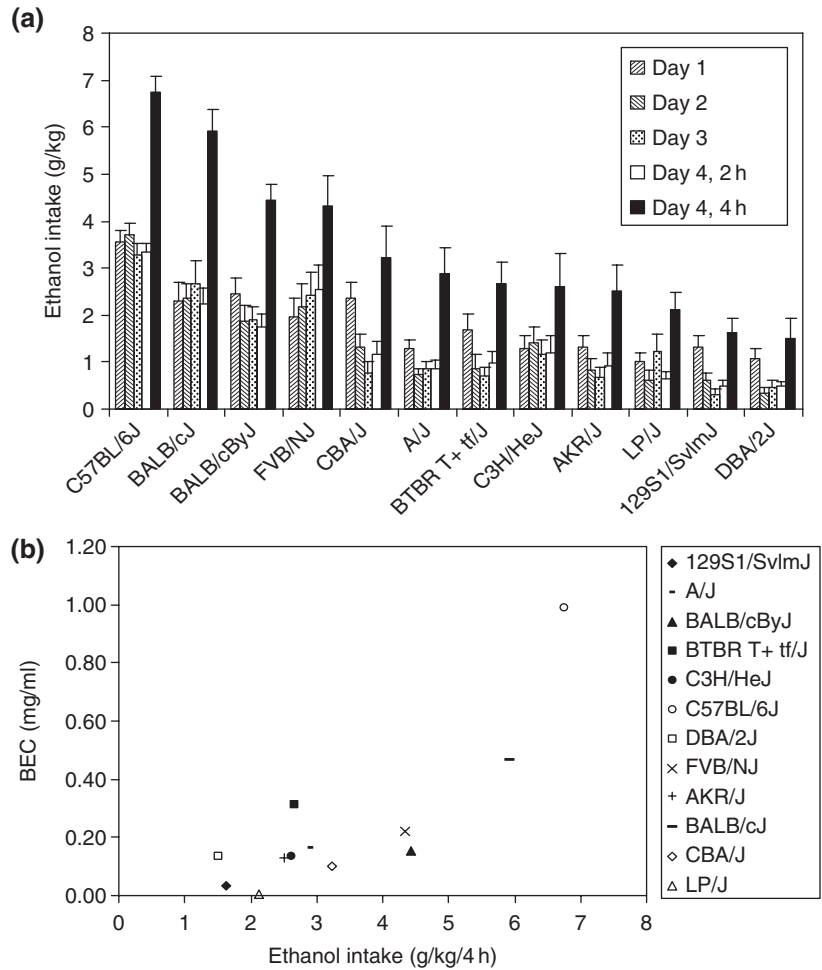 (a)
8
7
6
5
4
3
2
1
0
Ethanol intake (g/kg)
Day 1
Day 2
Day 3
Day 4, 2 h
Day 4, 4 h
C57BL/6J
BALB/cJ
BALB/cByJ
FVB/NJ
CBA/J
A/J
BTBR T+ tf/J
C3H/HeJ
AKR/J
LP/J
129S1/SvlmJ
DBA/2J
(b)
1.20
1.00
0.80
0.60
0.40
0.20
0.00
BEC (mg/ml)
0 1 2 3 4 5 6 7 8
Ethanol intake (g/kg/4 h)
129S1/SvlmJ
A/J
BALB/cByJ
BTBR T+ tf/J
C3H/HeJ
C57BL/6J
DBA/2J
FVB/NJ
AKR/J
BALB/cJ
CBA/J
LP/J